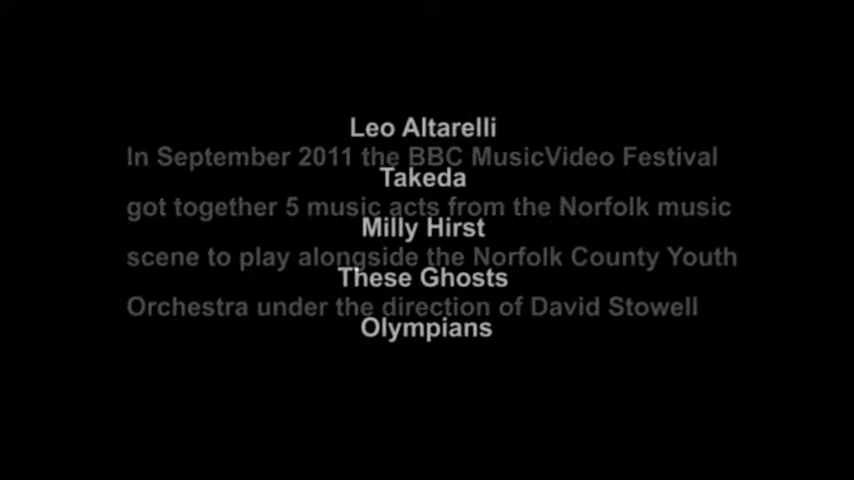 Leo Altarelli
In September 2011 the BBC MusicVideo Festival
Takeda
got together 5 music acts from the Norfolk music
Milly Hirst
scene to play alongside the Norfolk County Youth
These Ghosts
Orchestra under the direction of David Stowell
Olympians